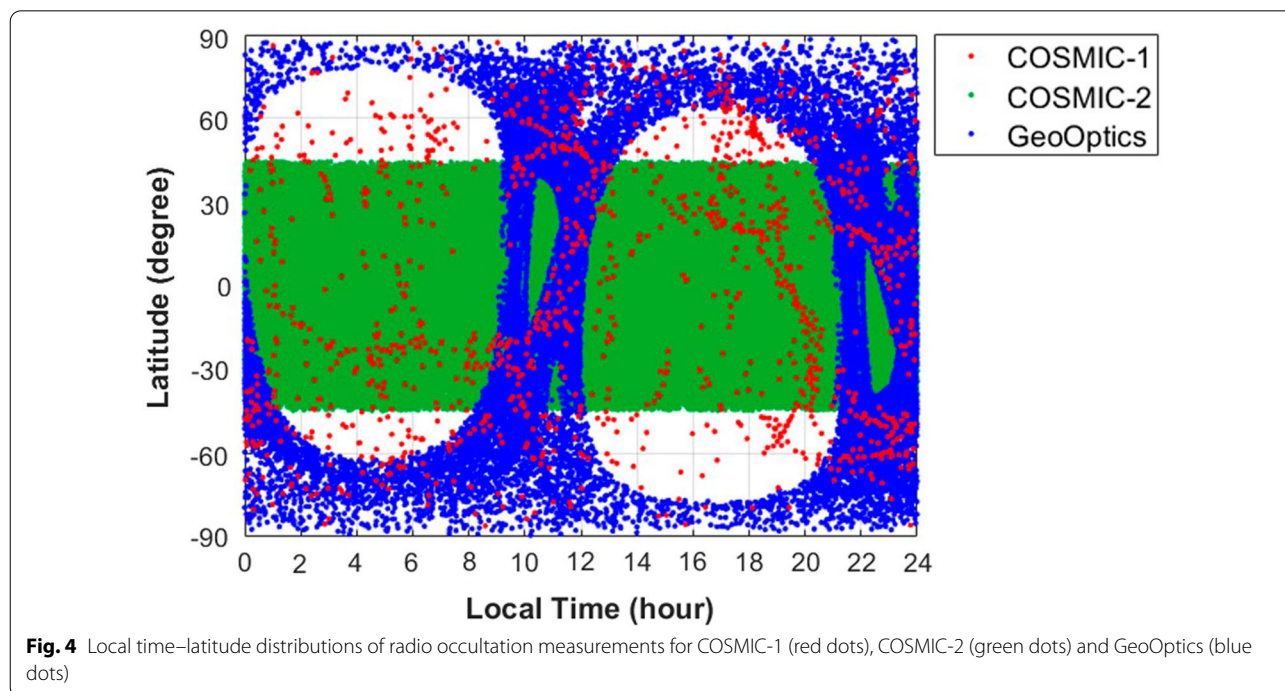 90
60
30
0
-30
-60
-90
Latitude (degree)
0 2 4 6 8 10 12 14 16 18 20 22 24
Local Time (hour)
COSMIC-1
COSMIC-2
GeoOptics
Fig. 4 Local time–latitude distributions of radio occultation measurements for COSMIC-1 (red dots), COSMIC-2 (green dots) and GeoOptics (blue
dots)